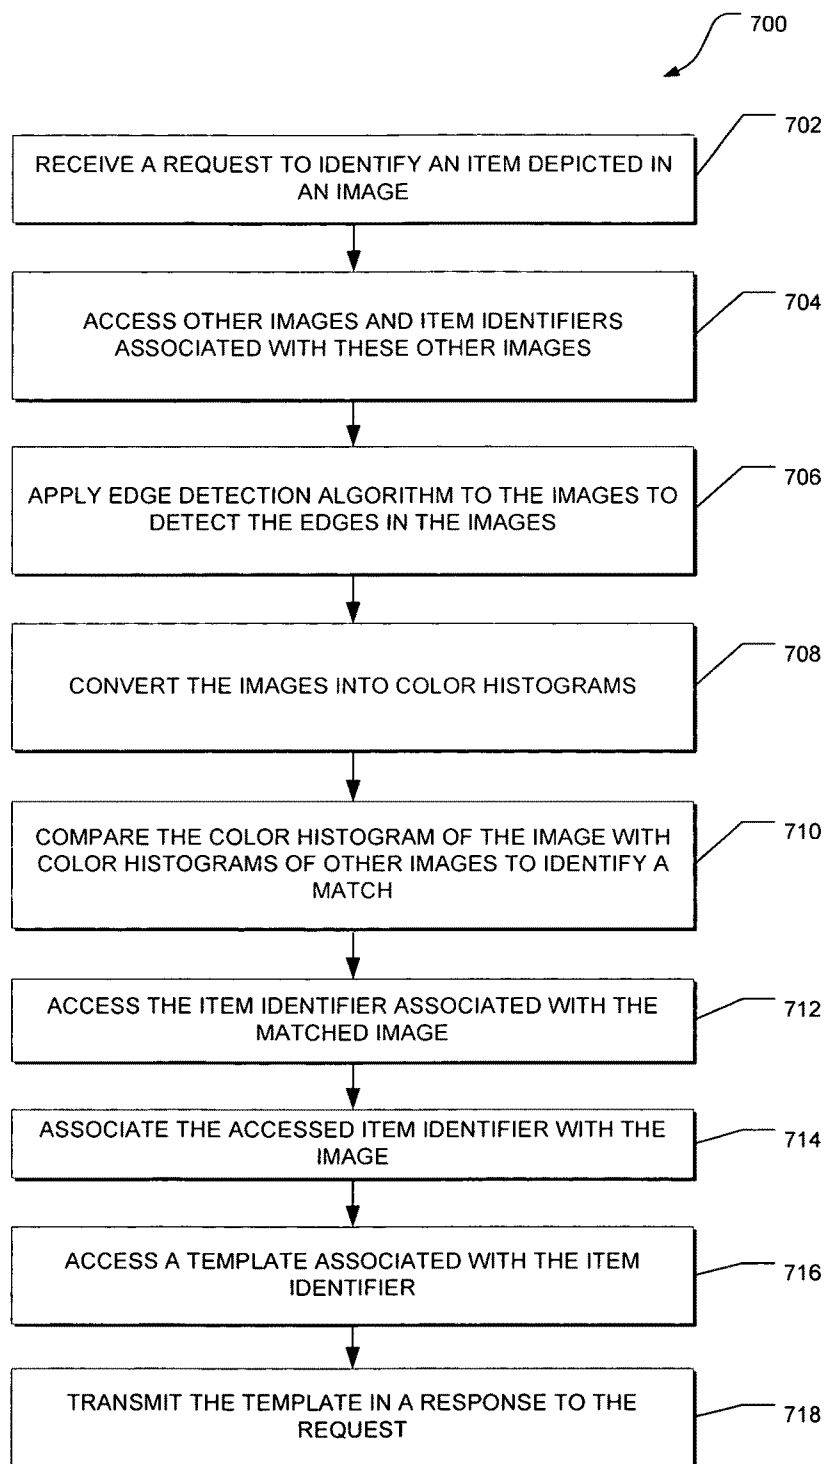 700
702
RECEIVE A REQUEST TO IDENTIFY AN ITEM DEPICTED IN
AN IMAGE
704
ACCESS OTHER IMAGES AND ITEM IDENTIFIERS
ASSOCIATED WITH THESE OTHER IMAGES
706
APPLY EDGE DETECTION ALGORITHM TO THE IMAGES TO
DETECT THE EDGES IN THE IMAGES
708
CONVERT THE IMAGES INTO COLOR HISTOGRAMS
710
COMPARE THE COLOR HISTOGRAM OF THE IMAGE WITH
COLOR HISTOGRAMS OF OTHER IMAGES TO IDENTIFY A
MATCH
712
ACCESS THE ITEM IDENTIFIER ASSOCIATED WITH THE
MATCHED IMAGE
714
ASSOCIATE THE ACCESSED ITEM IDENTIFIER WITH THE
IMAGE
716
ACCESS A TEMPLATE ASSOCIATED WITH THE ITEM
IDENTIFIER
718
TRANSMIT THE TEMPLATE IN A RESPONSE TO THE
REQUEST